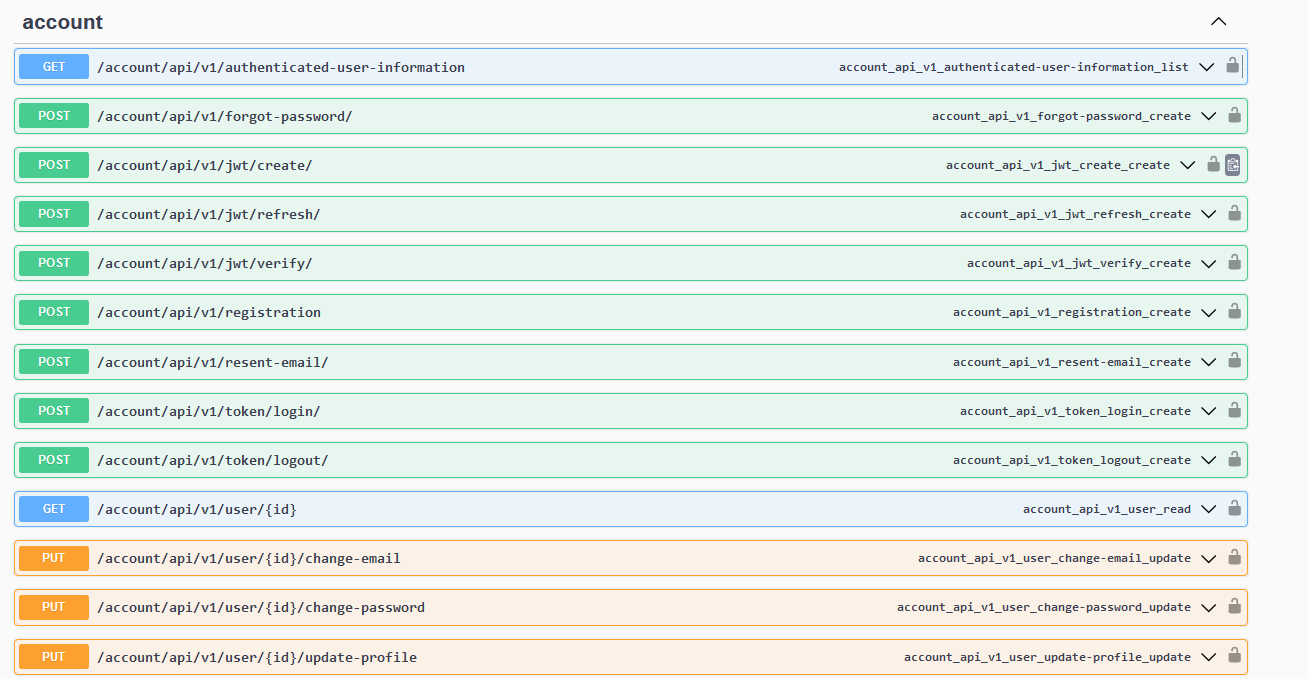 account
GET /account/api/v1/authenticated-user-information account_api_v1_authenticated-user-information_list
POST /account/api/v1/forgot-password/ account_api_v1_forgot-password_create
POST /account/api/v1/jwt/create/ account_api_v1_jwt_create_create
POST /account/api/v1/jwt/refresh/ account_api_v1_jwt_refresh_create
POST /account/api/v1/jwt/verify/ account_api_v1_jwt_verify_create
POST /account/api/v1/registration account_api_v1_registration_create
POST /account/api/v1/resent-email/ account_api_v1_resent-email_create
POST /account/api/v1/token/login/ account_api_v1_token_login_create
POST /account/api/v1/token/logout/ account_api_v1_token_logout_create
GET /account/api/v1/user/{id} account_api_v1_user_read
PUT /account/api/v1/user/{id}/change-email account_api_v1_user_change-email_update
PUT /account/api/v1/user/{id}/change-password account_api_v1_user_change-password_update
PUT /account/api/v1/user/{id}/update-profile account_api_v1_user_update-profile_update